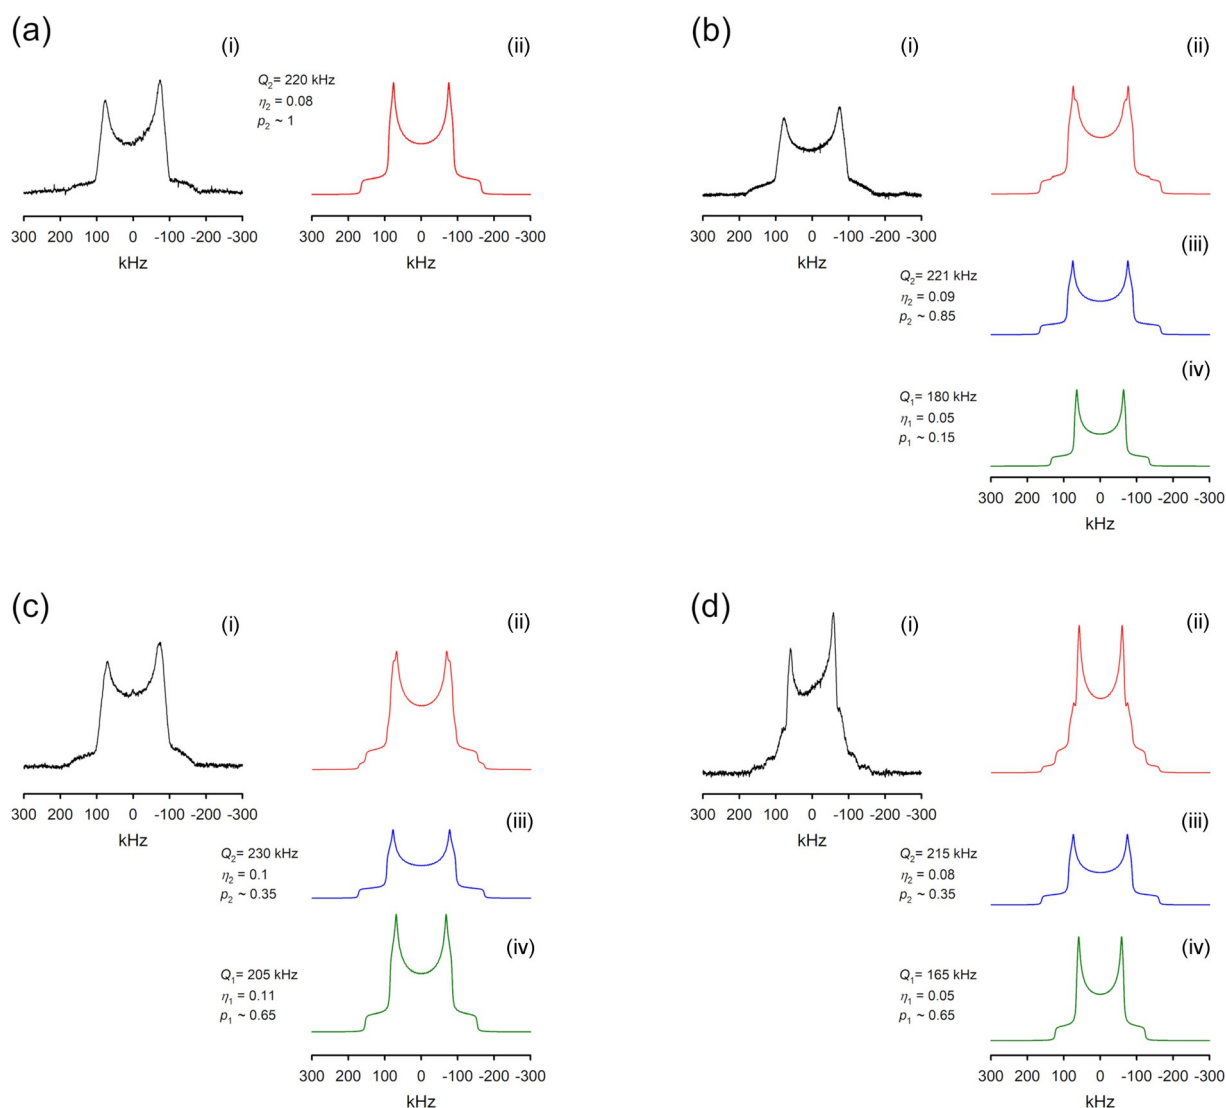 (a)
(i)
(ii)
Q2= 220 kHz
η2 = 0.08
p2 ~ 1
300 200 100 0 -100 -200 -300
kHz
300 200 100 0 -100 -200 -300
kHz
(b)
(i)
(ii)
300 200 100 0 -100 -200 -300
kHz
(iii)
Q2= 221 kHz
η2 = 0.09
p2 ~ 0.85
(iv)
Q1= 180 kHz
η1 = 0.05
p1 ~ 0.15
300 200 100 0 -100 -200 -300
kHz
(c)
(i)
(ii)
300 200 100 0 -100 -200 -300
kHz
(iii)
Q2= 230 kHz
η2 = 0.1
p2 ~ 0.35
(iv)
Q1= 205 kHz
η1 = 0.11
p1 ~ 0.65
300 200 100 0 -100 -200 -300
kHz
(d)
(i)
(ii)
300 200 100 0 -100 -200 -300
kHz
(iii)
Q2= 215 kHz
η2 = 0.08
p2 ~ 0.35
(iv)
Q1= 165 kHz
η1 = 0.05
p1 ~ 0.65
300 200 100 0 -100 -200 -300
kHz